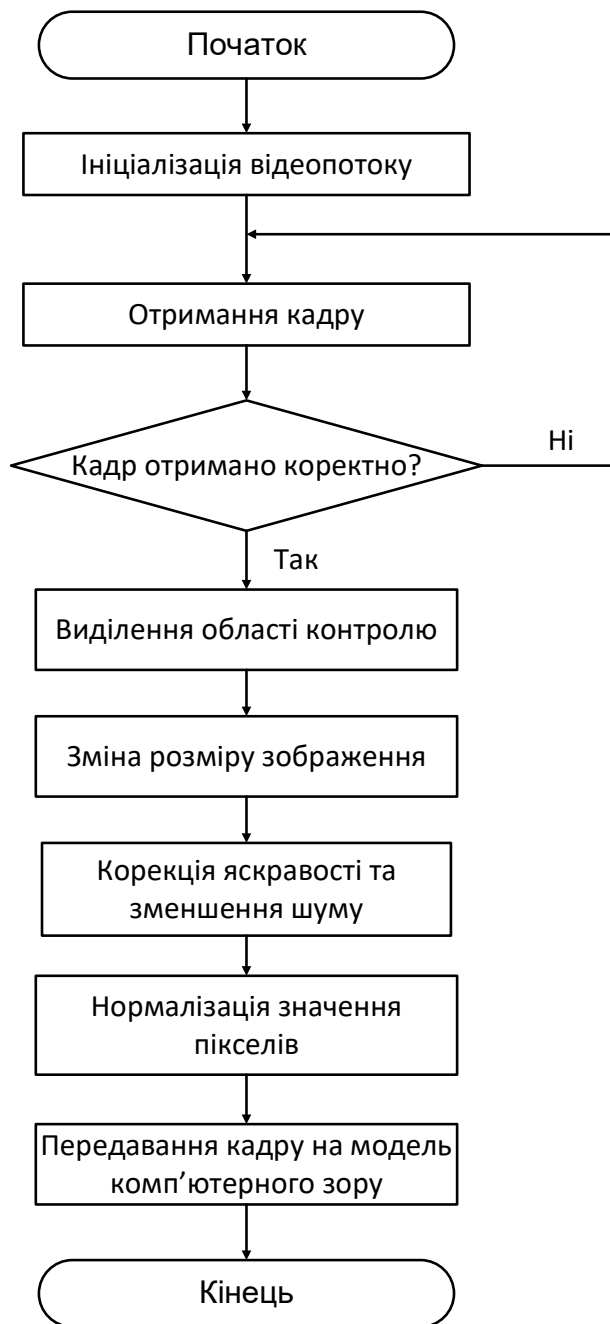 Початок
Ініціалізація відеопотоку
Отримання кадру
Кадр отримано коректно?
Ні
Так
Виділення області контролю
Зміна розміру зображення
Корекція яскравості та
зменшення шуму
Нормалізація значення
пікселів
Передавання кадру на модель
комп’ютерного зору
Кінець